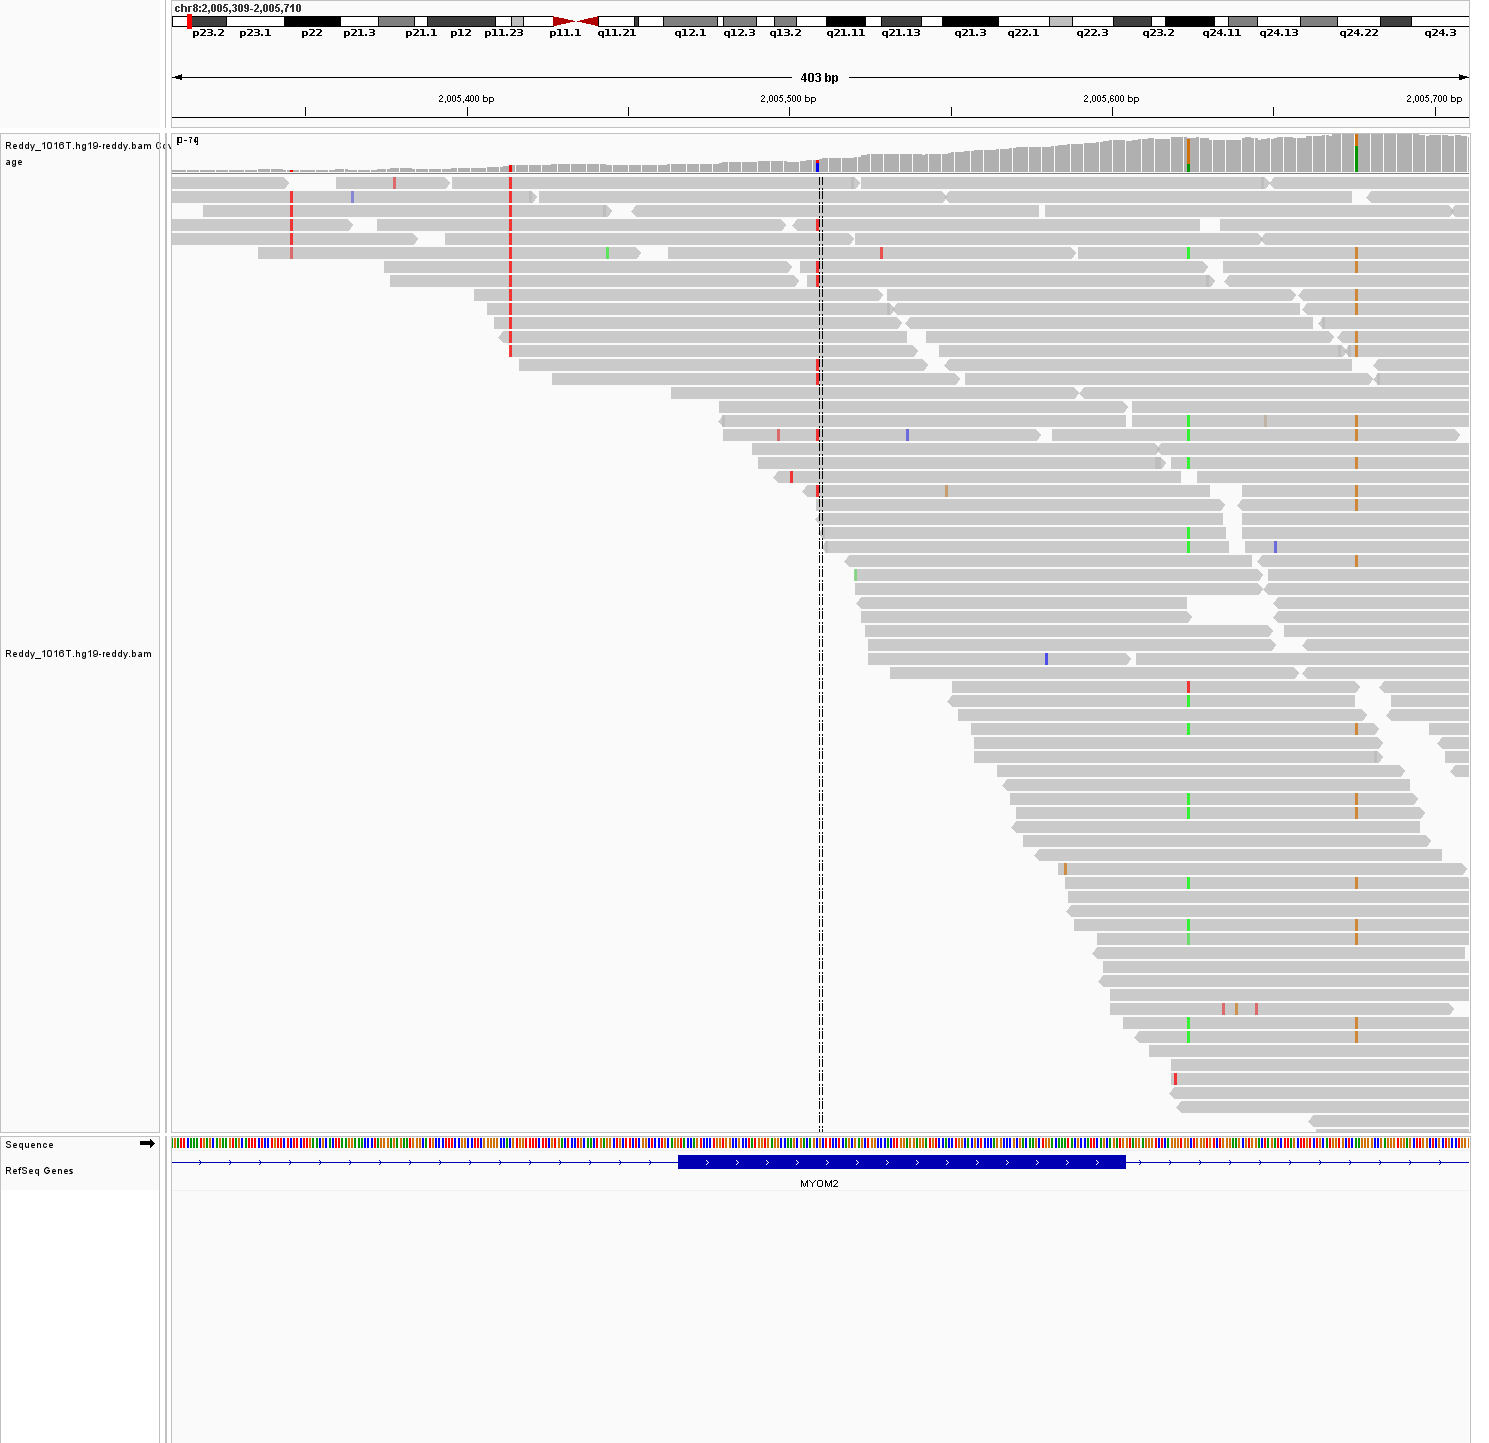 chr8:2,005,309-2,005,710
p23.2 p23.1 p22 p21.3 p21.1 p12 p11.23 p11.1 q11.21 q12.1 q12.3 q13.2 q21.11 q21.13 q21.3 q22.1 q22.3 q23.2 q24.11 q24.13 q24.22 q24.3
403 bp
2,005,400 bp 2,005,500 bp 2,005,600 bp 2,005,700 bp
Reddy_1016T.hg19-reddy.bam Cov
age
[0-74]
Reddy_1016T.hg19-reddy.bam
Sequence
RefSeq Genes
MYOM2